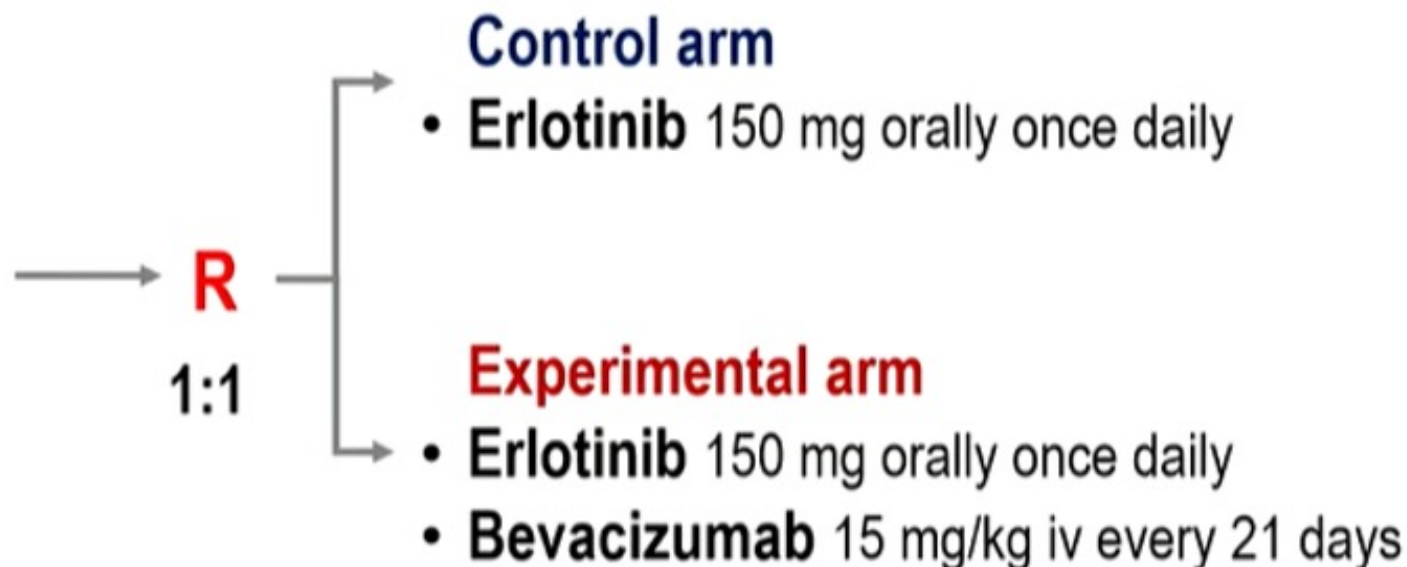 Control arm
• Erlotinib 150 mg orally once daily
R
1:1
Experimental arm
• Erlotinib 150 mg orally once daily
• Bevacizumab 15 mg/kg iv every 21 days